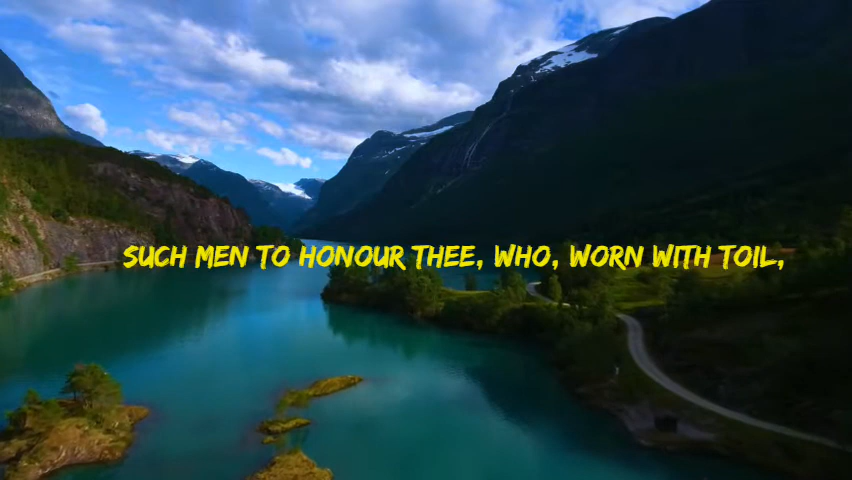 SUCH MEN TO HONOUR THEE, WHO, WORN WITH TOIL,